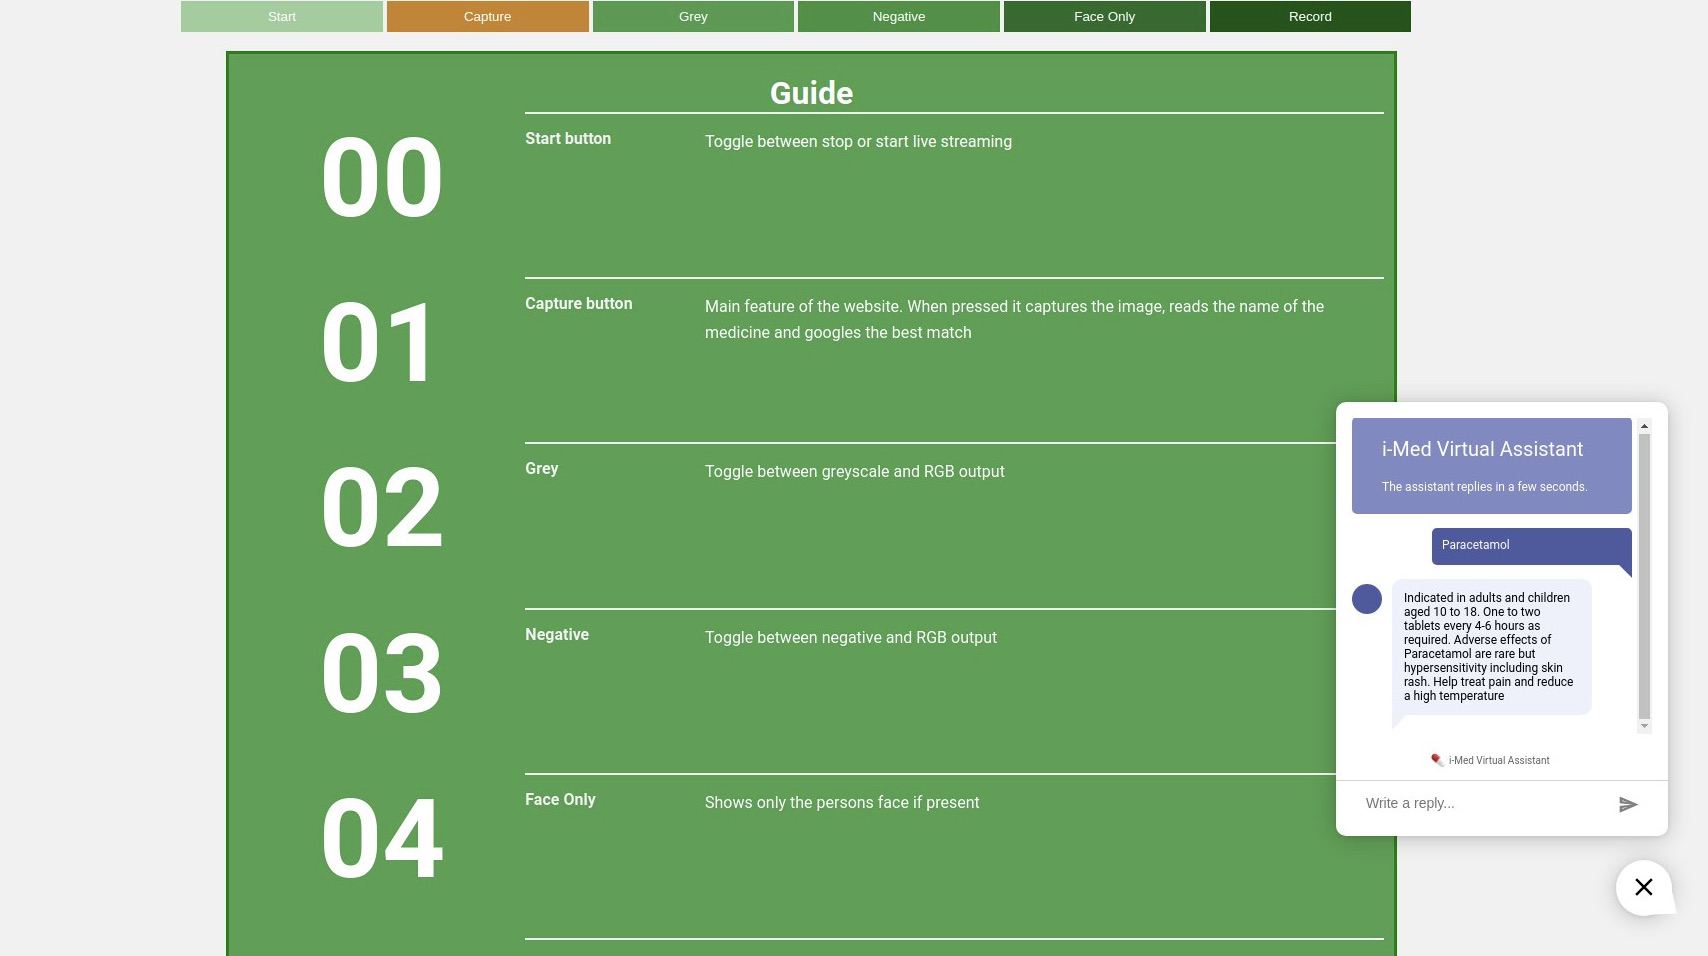 Start
Capture
Grey
Negative
Face Only
Record
Guide
00
Start button
Toggle between stop or start live streaming
01
Capture button
Main feature of the website. When pressed it captures the image, reads the name of the
medicine and googles the best match
02
Grey
Toggle between greyscale and RGB output
03
Negative
Toggle between negative and RGB output
04
Face Only
Shows only the persons face if present
i-Med Virtual Assistant
The assistant replies in a few seconds.
Paracetamol
Indicated in adults and children
aged 10 to 18. One to two
tablets every 4-6 hours as
required. Adverse effects of
Paracetamol are rare but
hypersensitivity including skin
rash. Help treat pain and reduce
a high temperature
i-Med Virtual Assistant
Write a reply...